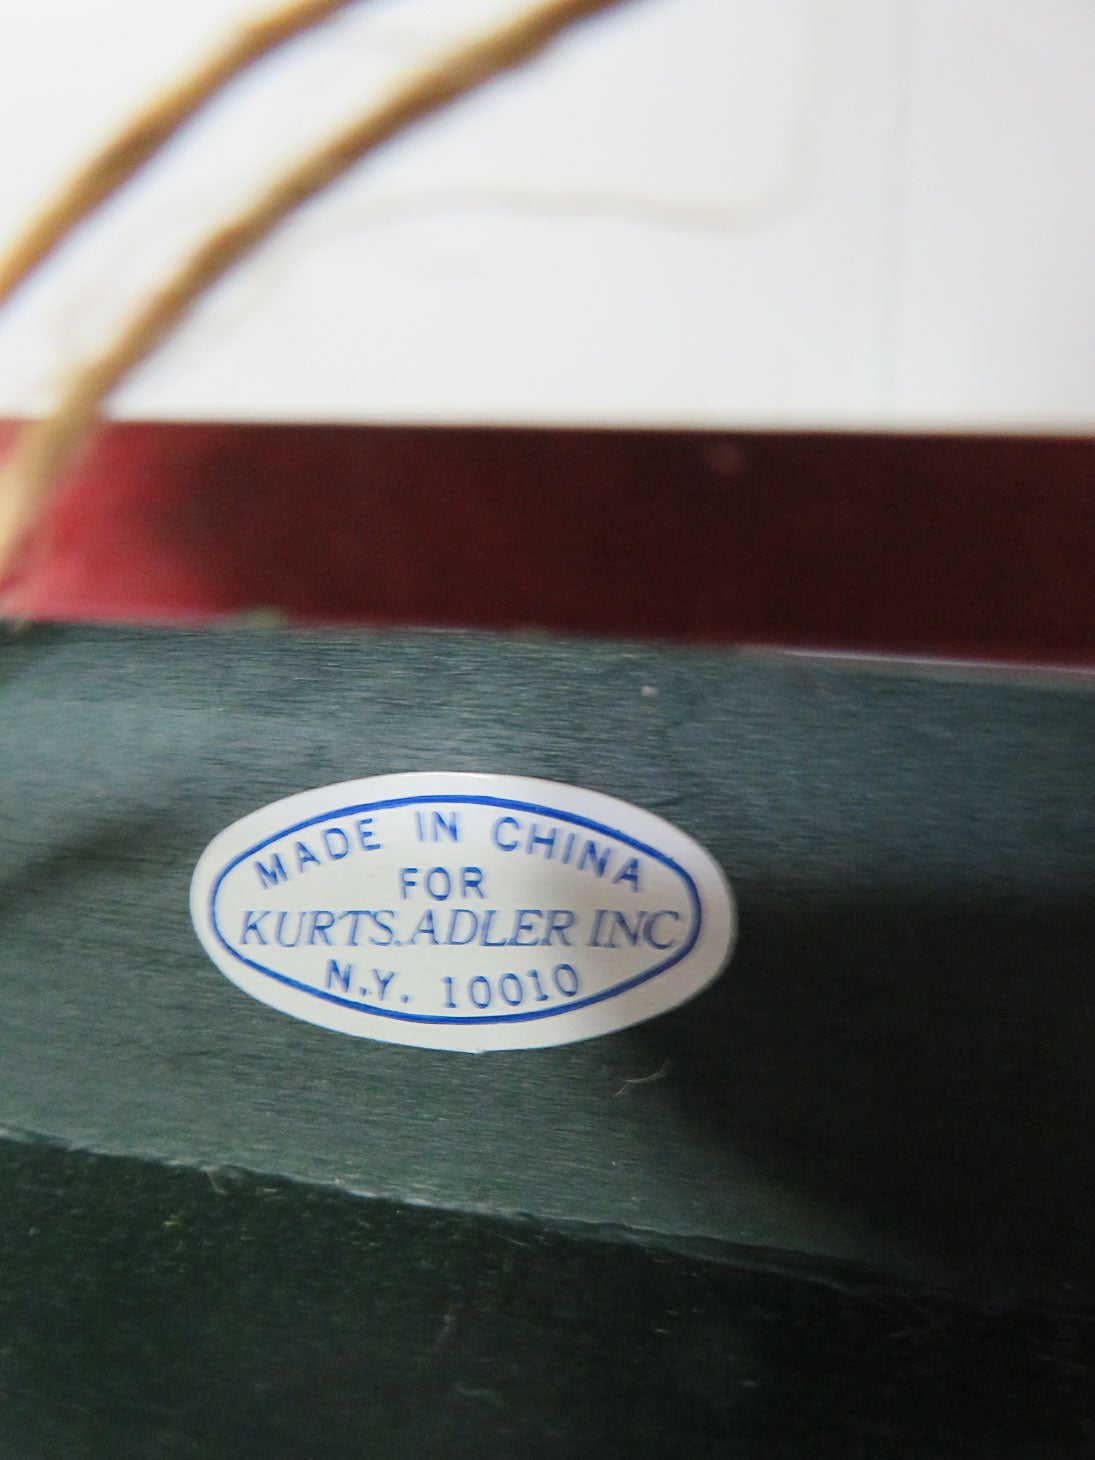 MADE IN CHINA
FOR
KURTS. ADLER INC
N.Y. 10010